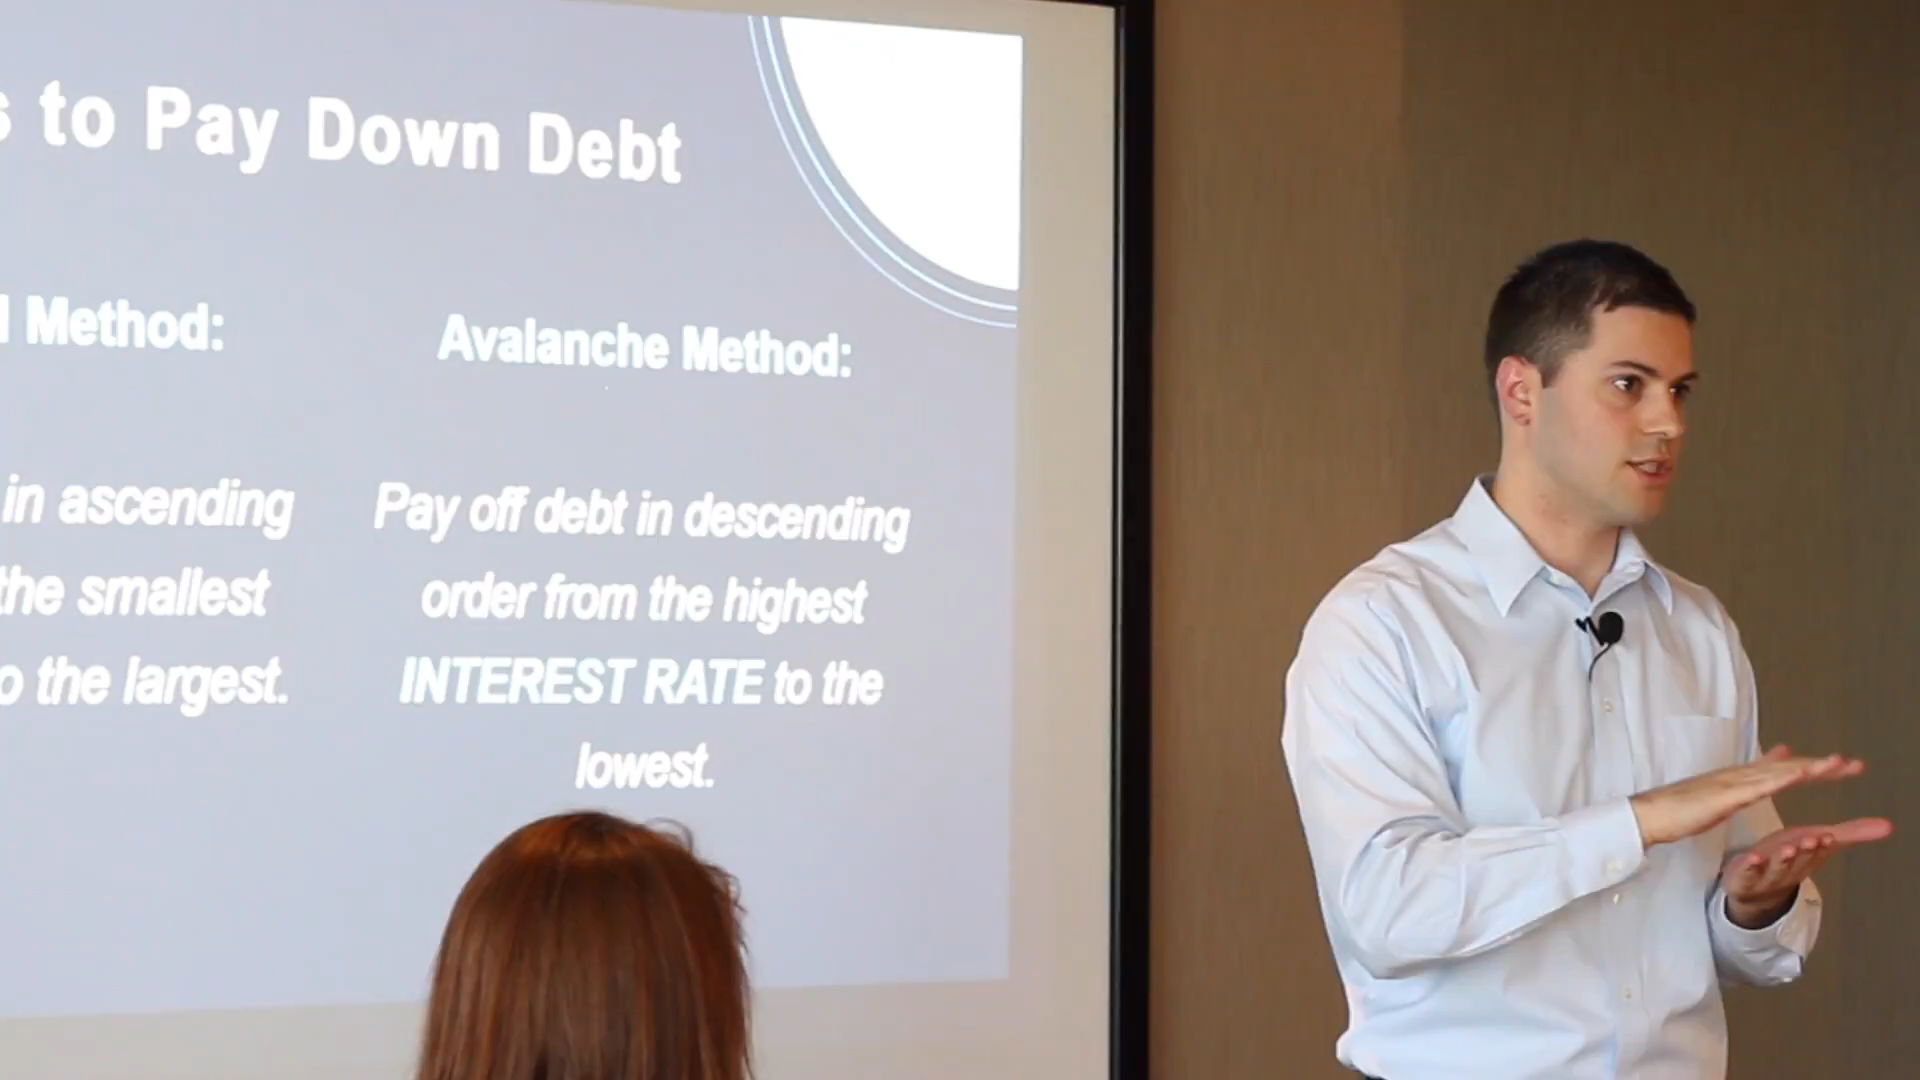 to Pay Down Debt
Method:
in ascending
the smallest
the largest.
Avalanche Method:
Pay off debt in descending
order from the highest
INTEREST RATE to the
lowest.